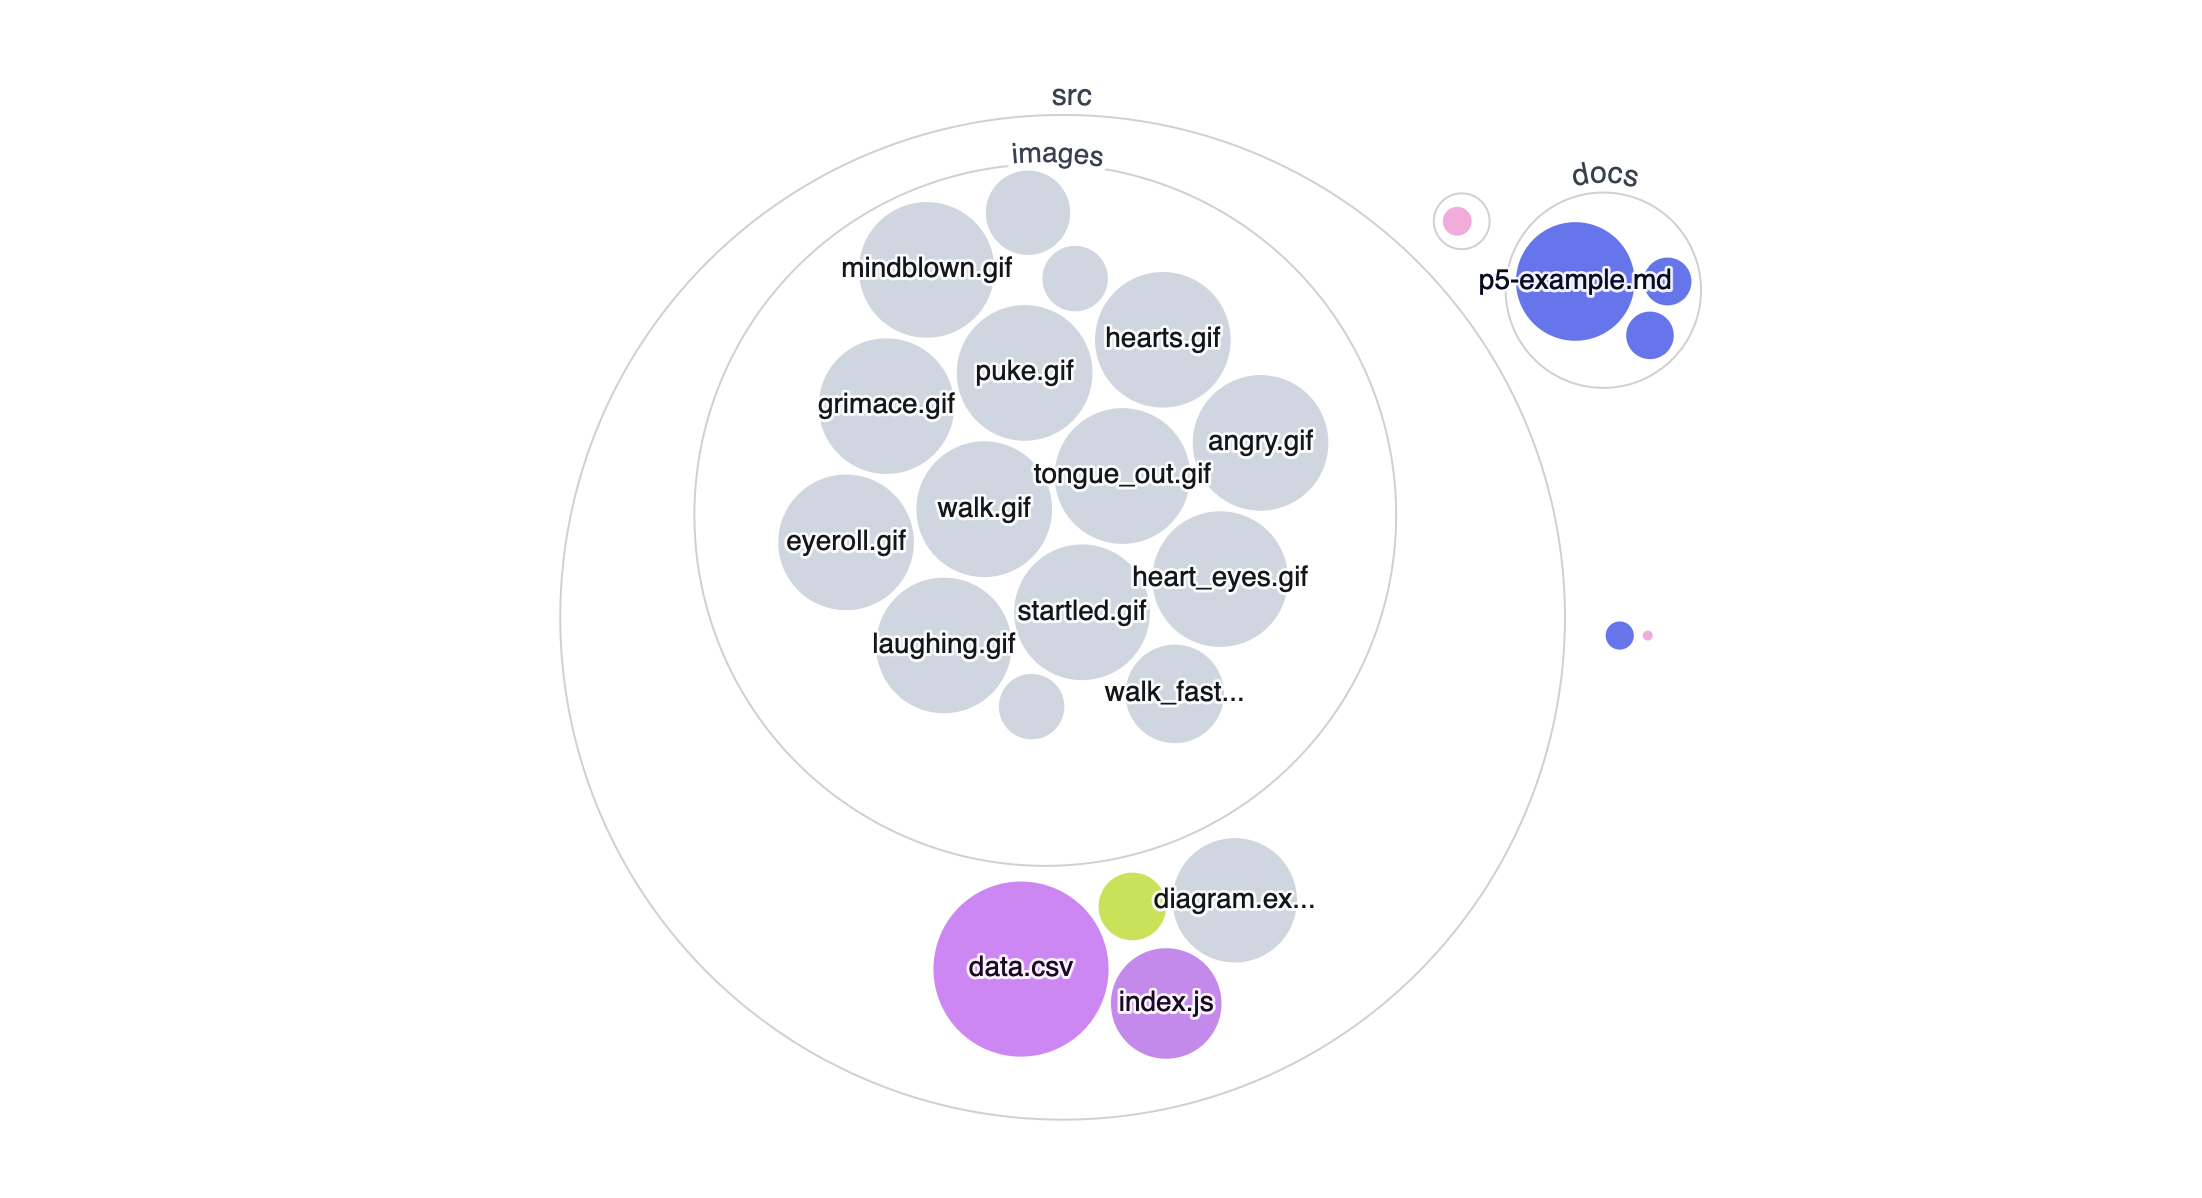 src
images
docs
mindblown.gif
p5-example.md
hearts.gif
puke.gif
grimace.gif
angry.gif
tongue_out.gif
walk.gif
eyeroll.gif
heart_eyes.gif
startled.gif
laughing.gif
walk_fast...
diagram.ex...
data.csv
index.js